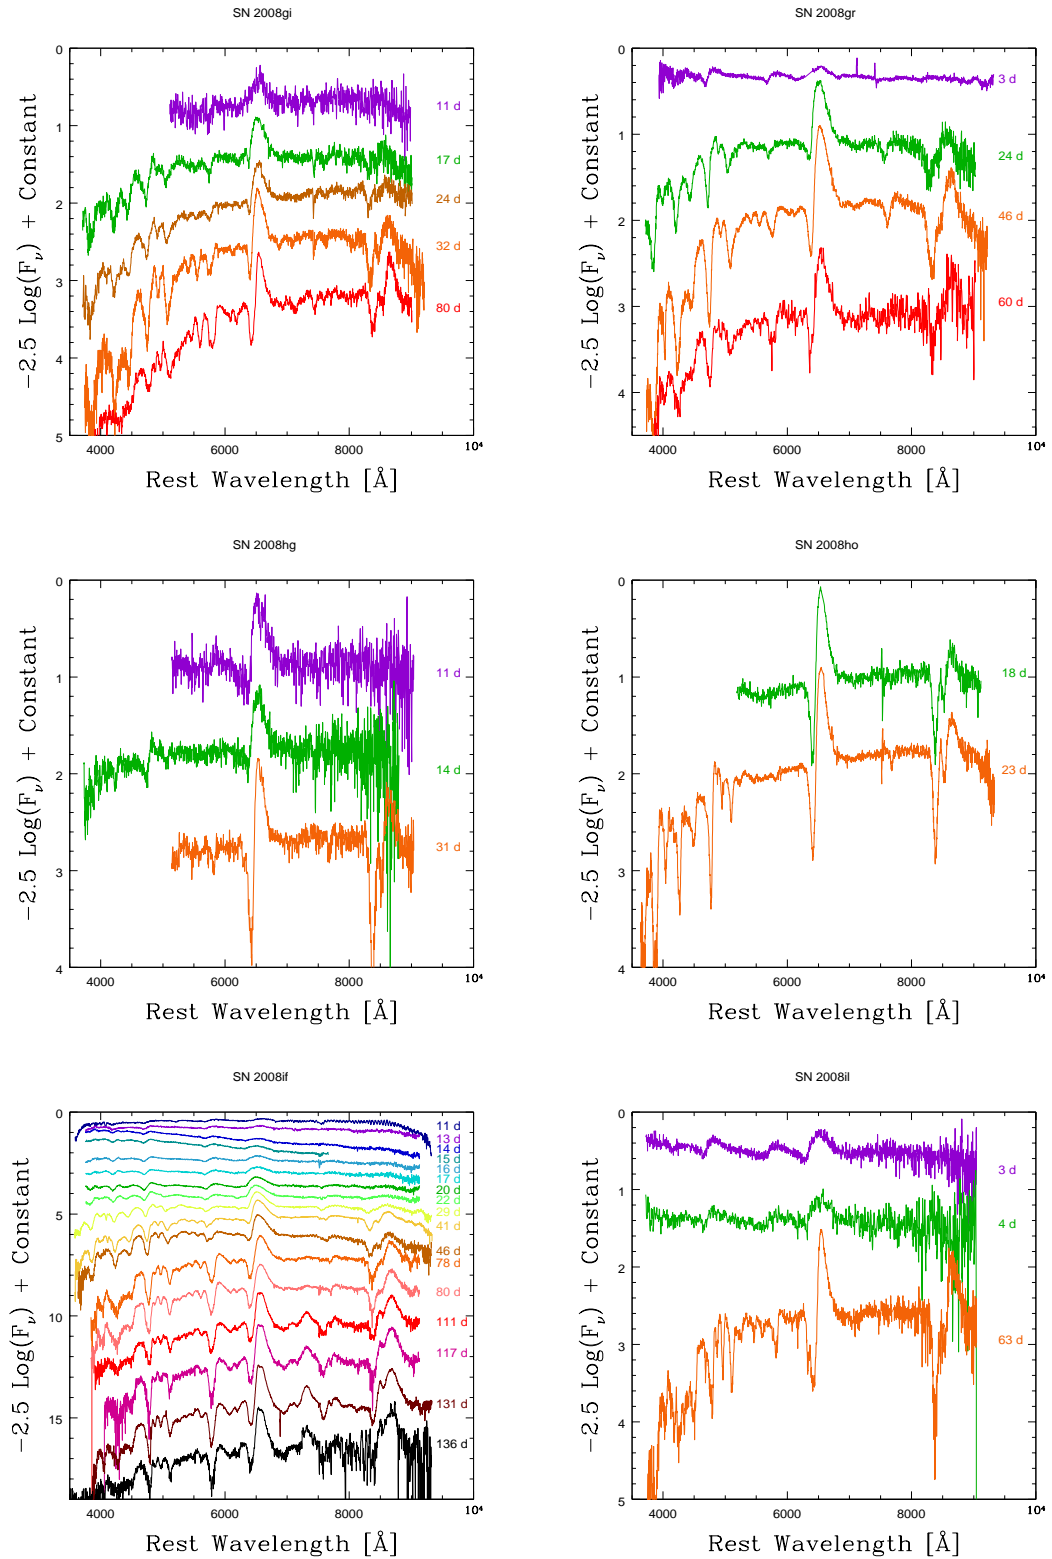 SN 2008gi
0
1
2
3
4
5
11 d
17 d
24 d
32 d
80 d
4000
6000
8000
10⁴
−2.5 Log(Fν) + Constant
Rest Wavelength [Å]
SN 2008gr
0
1
2
3
4
3 d
24 d
46 d
60 d
4000
6000
8000
10⁴
−2.5 Log(Fν) + Constant
Rest Wavelength [Å]
SN 2008hg
0
1
2
3
4
11 d
14 d
31 d
4000
6000
8000
10⁴
−2.5 Log(Fν) + Constant
Rest Wavelength [Å]
SN 2008ho
0
1
2
3
4
18 d
23 d
4000
6000
8000
10⁴
−2.5 Log(Fν) + Constant
Rest Wavelength [Å]
SN 2008if
0
5
10
15
11 d
13 d
14 d
15 d
16 d
17 d
20 d
22 d
29 d
41 d
46 d
78 d
80 d
111 d
117 d
131 d
136 d
4000
6000
8000
10⁴
−2.5 Log(Fν) + Constant
Rest Wavelength [Å]
SN 2008il
0
1
2
3
4
5
3 d
4 d
63 d
4000
6000
8000
10⁴
−2.5 Log(Fν) + Constant
Rest Wavelength [Å]